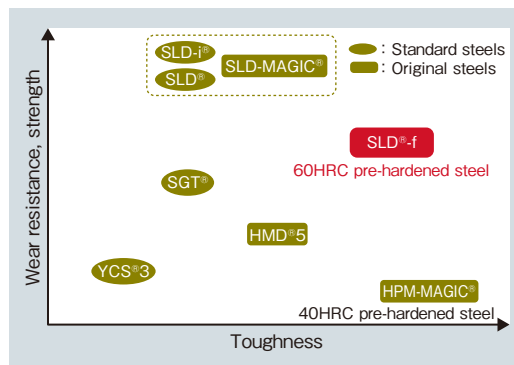 SLD-i®
SLD®
SLD-MAGIC®
: Standard steels
: Original steels
SLD®-f
60HRC pre-hardened steel
SGT®
HMD®5
YCS®3
HPM-MAGIC®
40HRC pre-hardened steel
Wear resistance, strength
Toughness